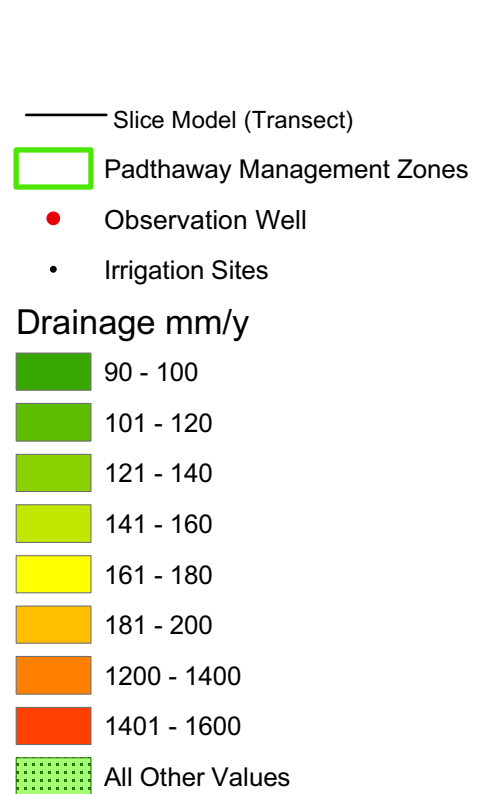 Slice Model (Transect)
Padthaway Management Zones
Observation Well
Irrigation Sites
Drainage mm/y
90 - 100
101 - 120
121 - 140
141 - 160
161 - 180
181 - 200
1200 - 1400
1401 - 1600
All Other Values